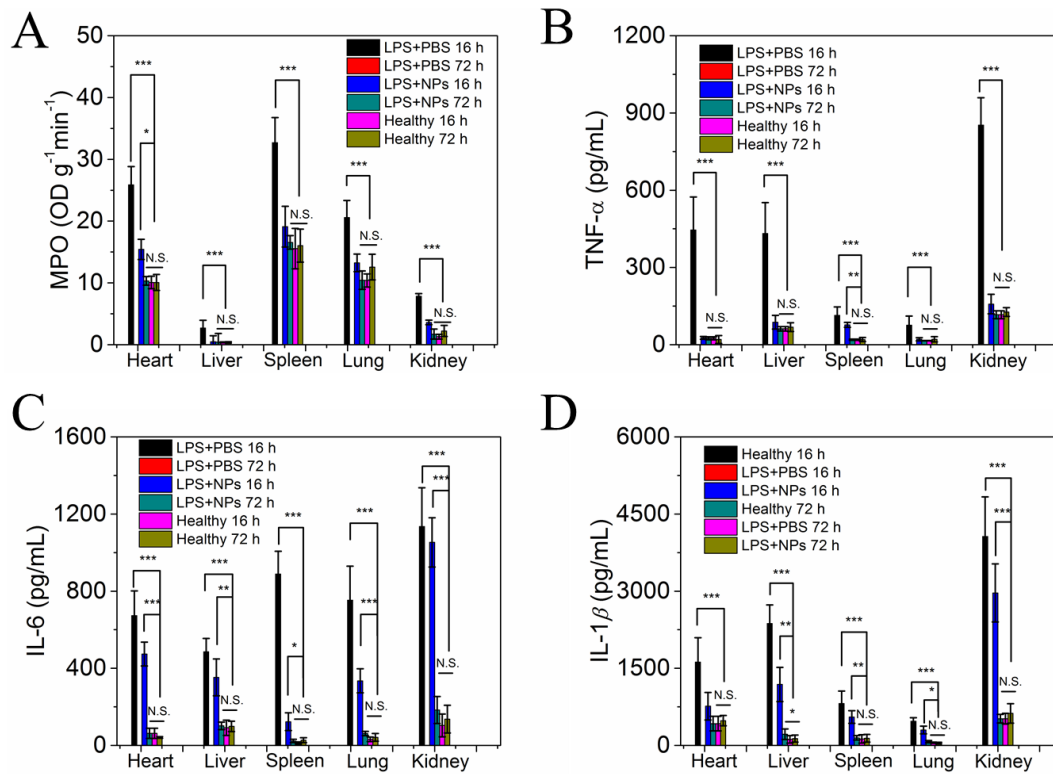 A
MPO (OD g⁻¹min⁻¹)
50
40
30
20
10
0
LPS+PBS 16 h
LPS+PBS 72 h
LPS+NPs 16 h
LPS+NPs 72 h
Healthy 16 h
Healthy 72 h
***
*
N.S.
***
N.S.
***
N.S.
***
N.S.
***
N.S.
Heart Liver Spleen Lung Kidney
B
TNF-α (pg/mL)
1200
900
600
300
0
LPS+PBS 16 h
LPS+PBS 72 h
LPS+NPs 16 h
LPS+NPs 72 h
Healthy 16 h
Healthy 72 h
***
N.S.
***
N.S.
***
**
N.S.
***
N.S.
***
N.S.
Heart Liver Spleen Lung Kidney
C
IL-6 (pg/mL)
1600
1200
800
400
0
LPS+PBS 16 h
LPS+PBS 72 h
LPS+NPs 16 h
LPS+NPs 72 h
Healthy 16 h
Healthy 72 h
***
***
N.S.
***
**
N.S.
***
*
N.S.
***
***
N.S.
***
***
N.S.
Heart Liver Spleen Lung Kidney
D
IL-1β (pg/mL)
6000
4500
3000
1500
0
Healthy 16 h
LPS+PBS 16 h
LPS+NPs 16 h
Healthy 72 h
LPS+PBS 72 h
LPS+NPs 72 h
***
N.S.
***
**
*
***
**
N.S.
***
*
N.S.
***
***
N.S.
Heart Liver Spleen Lung Kidney